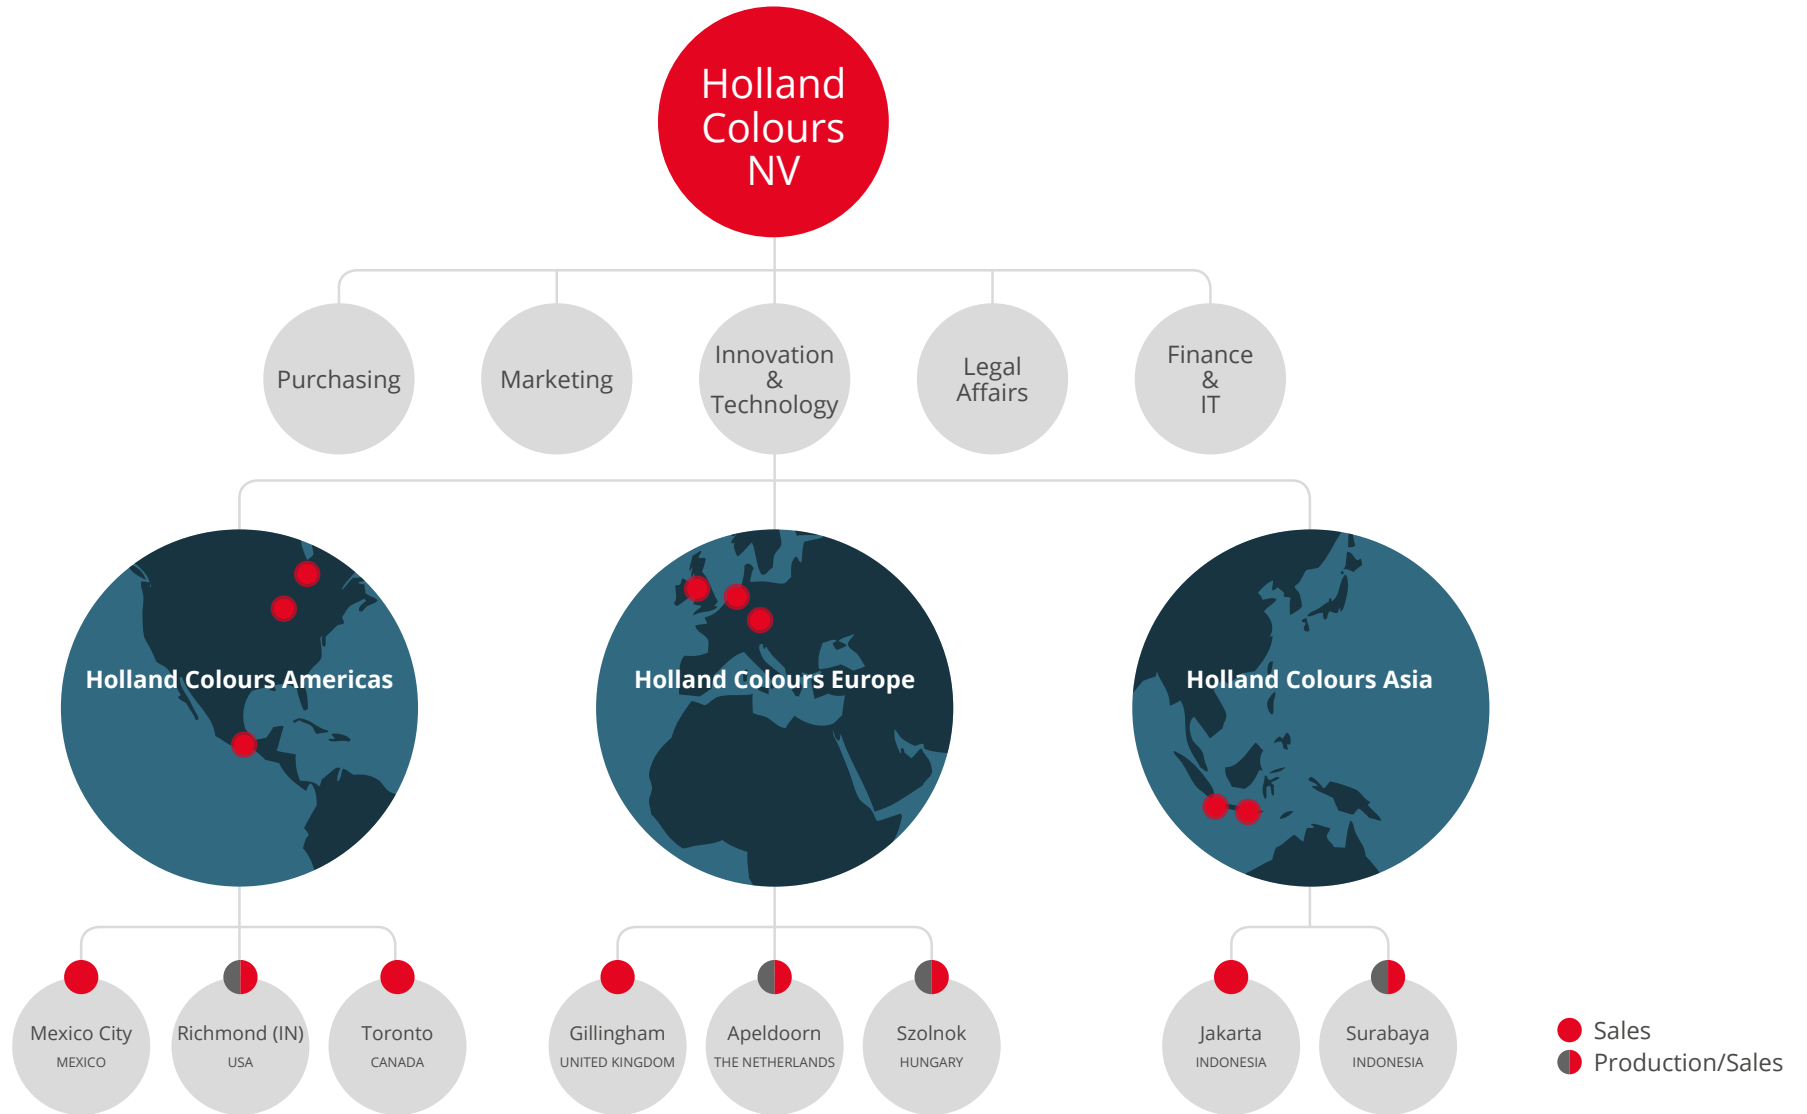 Holland
Colours
NV
Purchasing
Marketing
Innovation
&
Technology
Legal
Affairs
Finance
&
IT
Holland Colours Americas
Holland Colours Europe
Holland Colours Asia
Mexico City
MEXICO
Richmond (IN)
USA
Toronto
CANADA
Gillingham
UNITED KINGDOM
Apeldoorn
THE NETHERLANDS
Szolnok
HUNGARY
Jakarta
INDONESIA
Surabaya
INDONESIA
Sales
Production/Sales